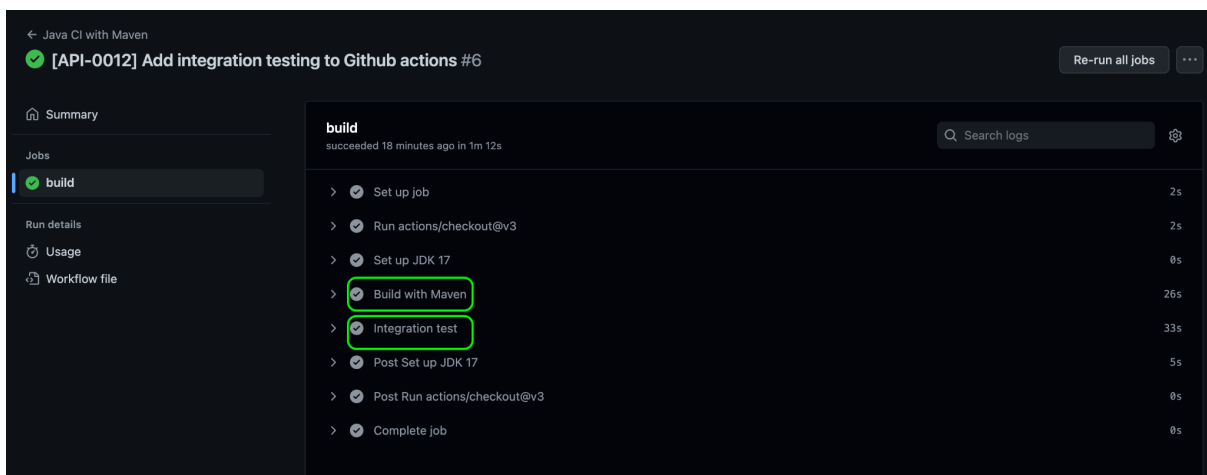 ← Java CI with Maven
[API-0012] Add integration testing to Github actions #6
Re-run all jobs
Summary
Jobs
build
Run details
Usage
Workflow file
build
succeeded 18 minutes ago in 1m 12s
Search logs
Set up job 2s
Run actions/checkout@v3 2s
Set up JDK 17 0s
Build with Maven 26s
Integration test 33s
Post Set up JDK 17 5s
Post Run actions/checkout@v3 0s
Complete job 0s